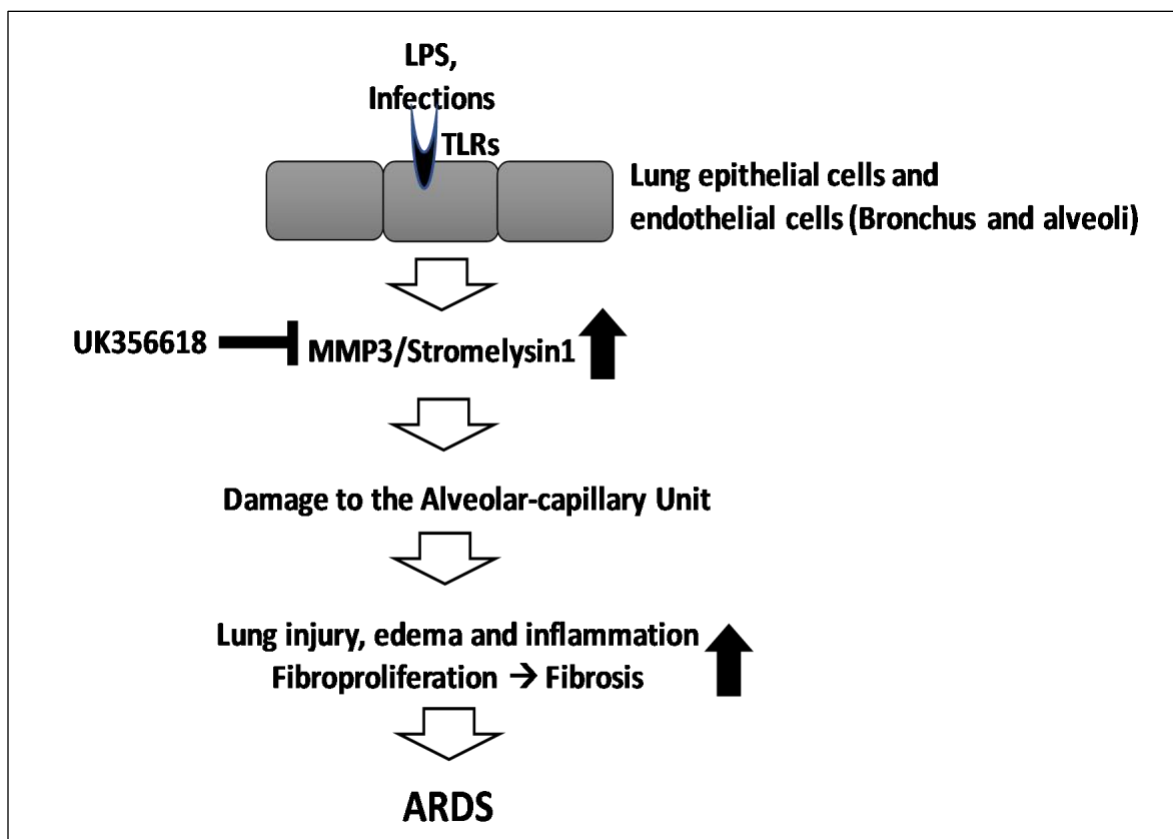 LPS,
Infections
TLRs
Lung epithelial cells and
endothelial cells (Bronchus and alveoli)
UK356618
MMP3/Stromelysin1
Damage to the Alveolar-capillary Unit
Lung injury, edema and inflammation
Fibroproliferation → Fibrosis
ARDS